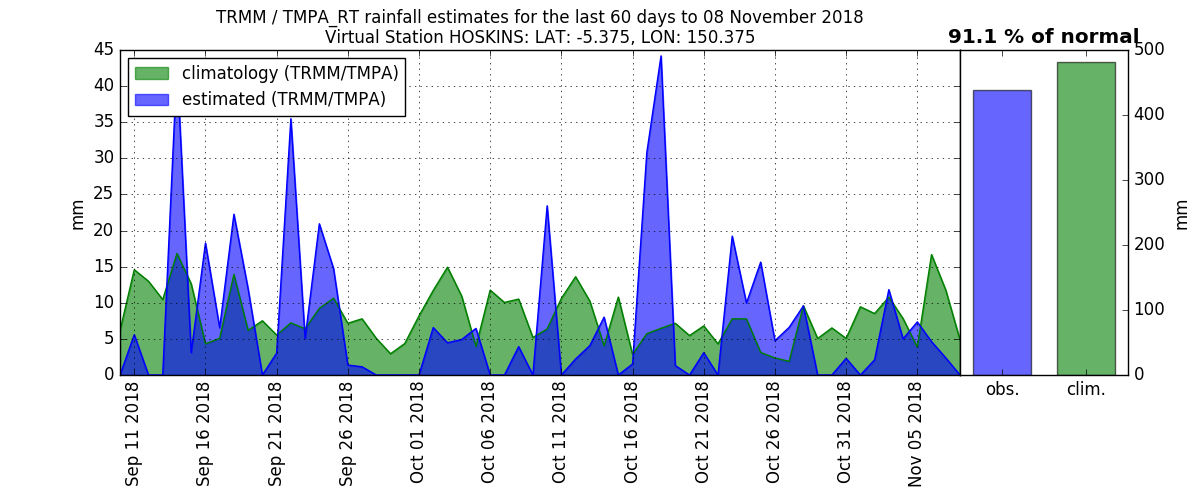 TRMM / TMPA_RT rainfall estimates for the last 60 days to 08 November 2018
Virtual Station HOSKINS: LAT: -5.375, LON: 150.375
91.1 % of normal
climatology (TRMM/TMPA)
estimated (TRMM/TMPA)
45
40
35
30
25
20
15
10
5
0
mm
Sep 11 2018
Sep 16 2018
Sep 21 2018
Sep 26 2018
Oct 01 2018
Oct 06 2018
Oct 11 2018
Oct 16 2018
Oct 21 2018
Oct 26 2018
Oct 31 2018
Nov 05 2018
obs.
clim.
500
400
300
200
100
0
mm